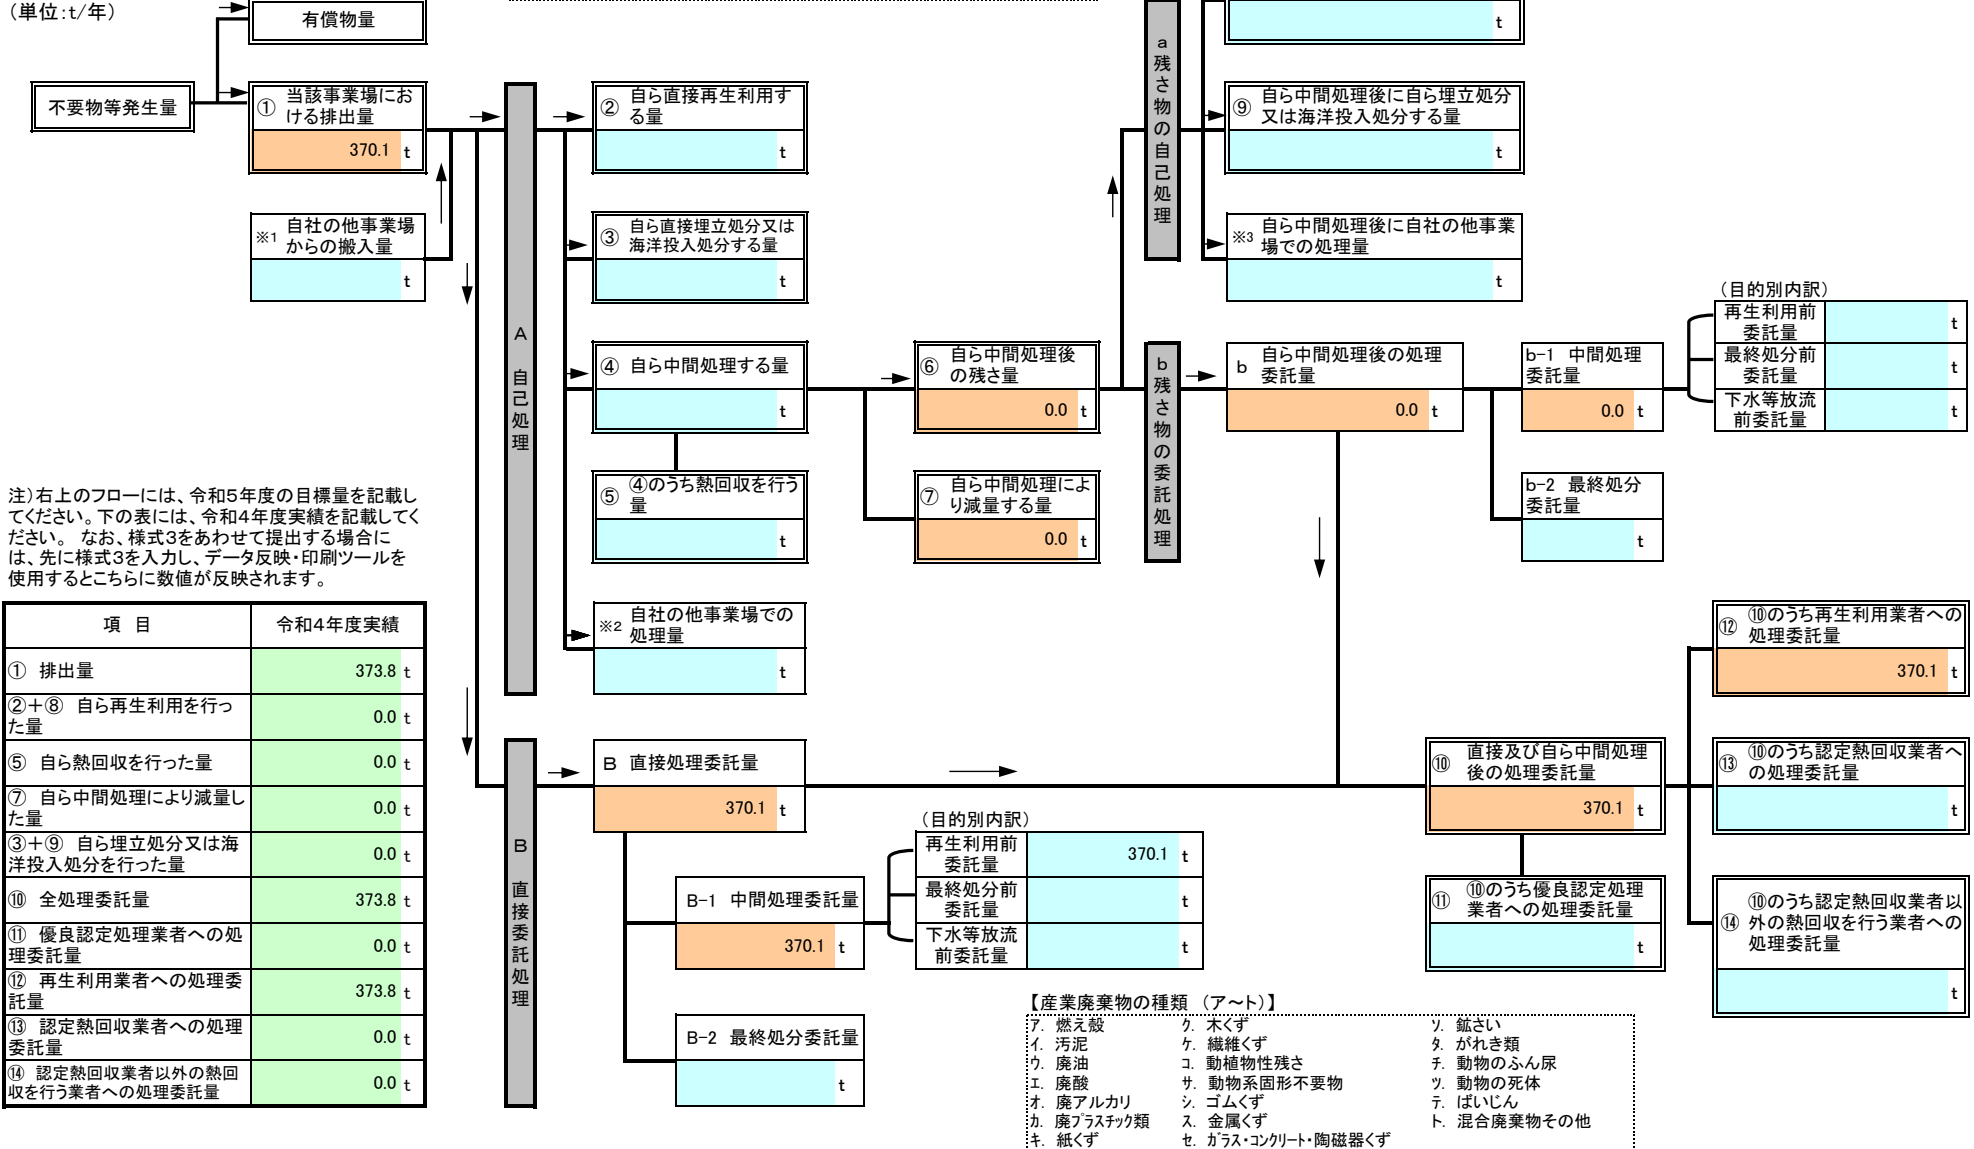 （単位:t/年）
有償物量
t
不要物等発生量
① 当該事業場にお
ける排出量
370.1 t
※1 自社の他事業場
からの搬入量
t
A 自己処理
② 自ら直接再生利用す
る量
t
③ 自ら直接埋立処分又は
海洋投入処分する量
t
④ 自ら中間処理する量
t
⑤ ④のうち熱回収を行う
量
t
※2 自社の他事業場での
処理量
t
⑥ 自ら中間処理後
の残さ量
0.0 t
⑦ 自ら中間処理によ
り減量する量
0.0 t
a 残さ物の自己処理
⑨ 自ら中間処理後に自ら埋立処分
又は海洋投入処分する量
t
※3 自ら中間処理後に自社の他事業
場での処理量
t
b 残さ物の委託処理
b 自ら中間処理後の処理
委託量
0.0 t
b-1 中間処理
委託量
0.0 t
（目的別内訳）
再生利用前
委託量
t
最終処分前
委託量
t
下水等放流
前委託量
t
b-2 最終処分
委託量
t
注）右上のフローには、令和5年度の目標量を記載し
てください。下の表には、令和4年度実績を記載してく
ださい。 なお、様式3をあわせて提出する場合に
は、先に様式3を入力し、データ反映・印刷ツールを
使用するとこちらに数値が反映されます。
項 目 令和4年度実績
① 排出量 373.8 t
②＋⑧ 自ら再生利用を行っ
た量 0.0 t
⑤ 自ら熱回収を行った量 0.0 t
⑦ 自ら中間処理により減量し
た量 0.0 t
③＋⑨ 自ら埋立処分又は海
洋投入処分を行った量 0.0 t
⑩ 全処理委託量 373.8 t
⑪ 優良認定処理業者への処
理委託量 0.0 t
⑫ 再生利用業者への処理委
託量 373.8 t
⑬ 認定熱回収業者への処理
委託量 0.0 t
⑭ 認定熱回収業者以外の熱回
収を行う業者への処理委託量 0.0 t
B 直接委託処理
B 直接処理委託量
370.1 t
B-1 中間処理委託量
370.1 t
（目的別内訳）
再生利用前
委託量
370.1 t
最終処分前
委託量
t
下水等放流
前委託量
t
B-2 最終処分委託量
t
⑩ 直接及び自ら中間処理
後の処理委託量
370.1 t
⑪ ⑩のうち優良認定処理
業者への処理委託量
t
⑫ ⑩のうち再生利用業者への
処理委託量
370.1 t
⑬ ⑩のうち認定熱回収業者へ
の処理委託量
t
⑭ ⑩のうち認定熱回収業者以
外の熱回収を行う業者への
処理委託量
t
【産業廃棄物の種類 （ア～ト）】
ｱ. 燃え殻 ｸ. 木くず ｿ. 鉱さい
ｲ. 汚泥 ｹ. 繊維くず ﾀ. がれき類
ｳ. 廃油 ｺ. 動植物性残さ ﾁ. 動物のふん尿
ｴ. 廃酸 ｻ. 動物系固形不要物 ﾂ. 動物の死体
ｵ. 廃アルカリ ｼ. ゴムくず ﾃ. ばいじん
ｶ. 廃ﾌﾟﾗｽﾁｯｸ類 ｽ. 金属くず ﾄ. 混合廃棄物その他
ｷ. 紙くず ｾ. ｶﾞﾗｽ・ｺﾝｸﾘｰﾄ・陶磁器くず